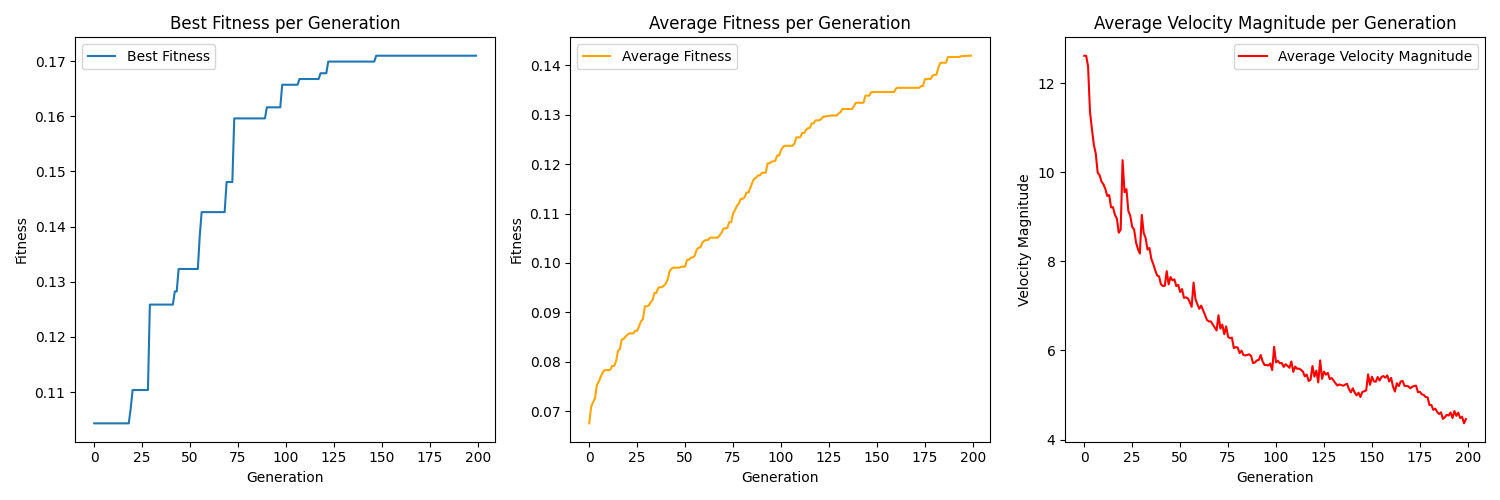 Best Fitness per Generation
Best Fitness
0.17
0.16
0.15
0.14
0.13
0.12
0.11
Fitness
0 25 50 75 100 125 150 175 200
Generation
Average Fitness per Generation
Average Fitness
0.14
0.13
0.12
0.11
0.10
0.09
0.08
0.07
Fitness
0 25 50 75 100 125 150 175 200
Generation
Average Velocity Magnitude per Generation
Average Velocity Magnitude
12
10
8
6
4
Velocity Magnitude
0 25 50 75 100 125 150 175 200
Generation